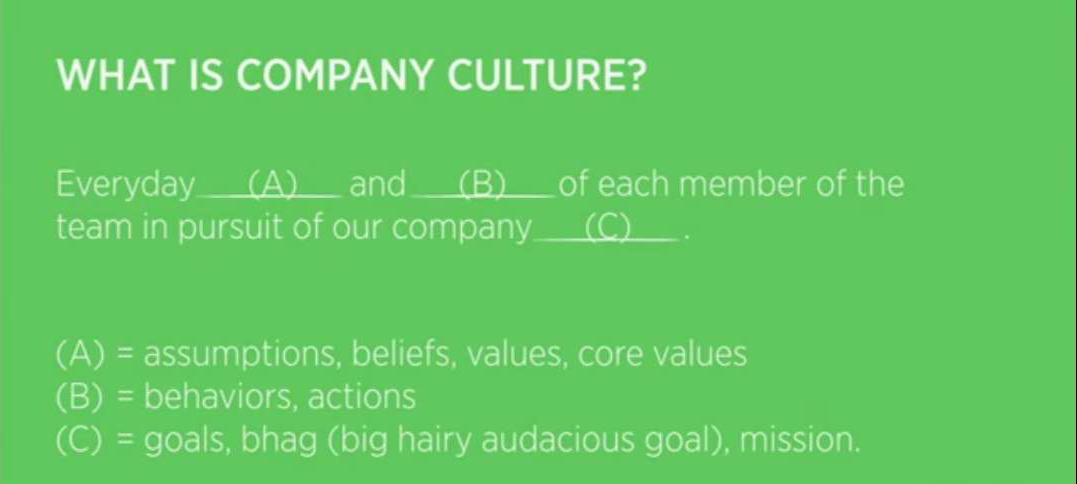 WHAT IS COMPANY CULTURE?
Everyday (A) and (B) of each member of the
team in pursuit of our company (C) .
(A) = assumptions, beliefs, values, core values
(B) = behaviors, actions
(C) = goals, bhag (big hairy audacious goal), mission.